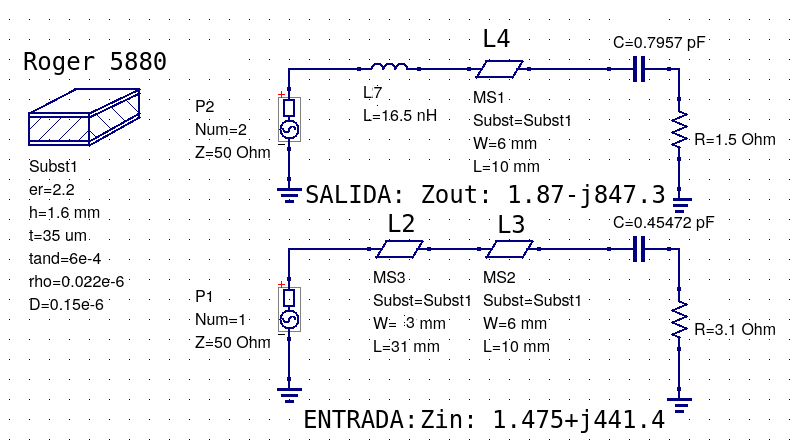 Roger 5880
Subst1
er=2.2
h=1.6 mm
t=35 um
tand=6e-4
rho=0.022e-6
D=0.15e-6
L4
C=0.7957 pF
+
P2
Num=2
Z=50 Ohm
L7
L=16.5 nH
MS1
Subst=Subst1
W=6 mm
L=10 mm
R=1.5 Ohm
SALIDA: Zout: 1.87-j847.3
L2
L3
C=0.45472 pF
+
P1
Num=1
Z=50 Ohm
MS3
Subst=Subst1
W= 3 mm
L=31 mm
MS2
Subst=Subst1
W=6 mm
L=10 mm
R=3.1 Ohm
ENTRADA:Zin: 1.475+j441.4